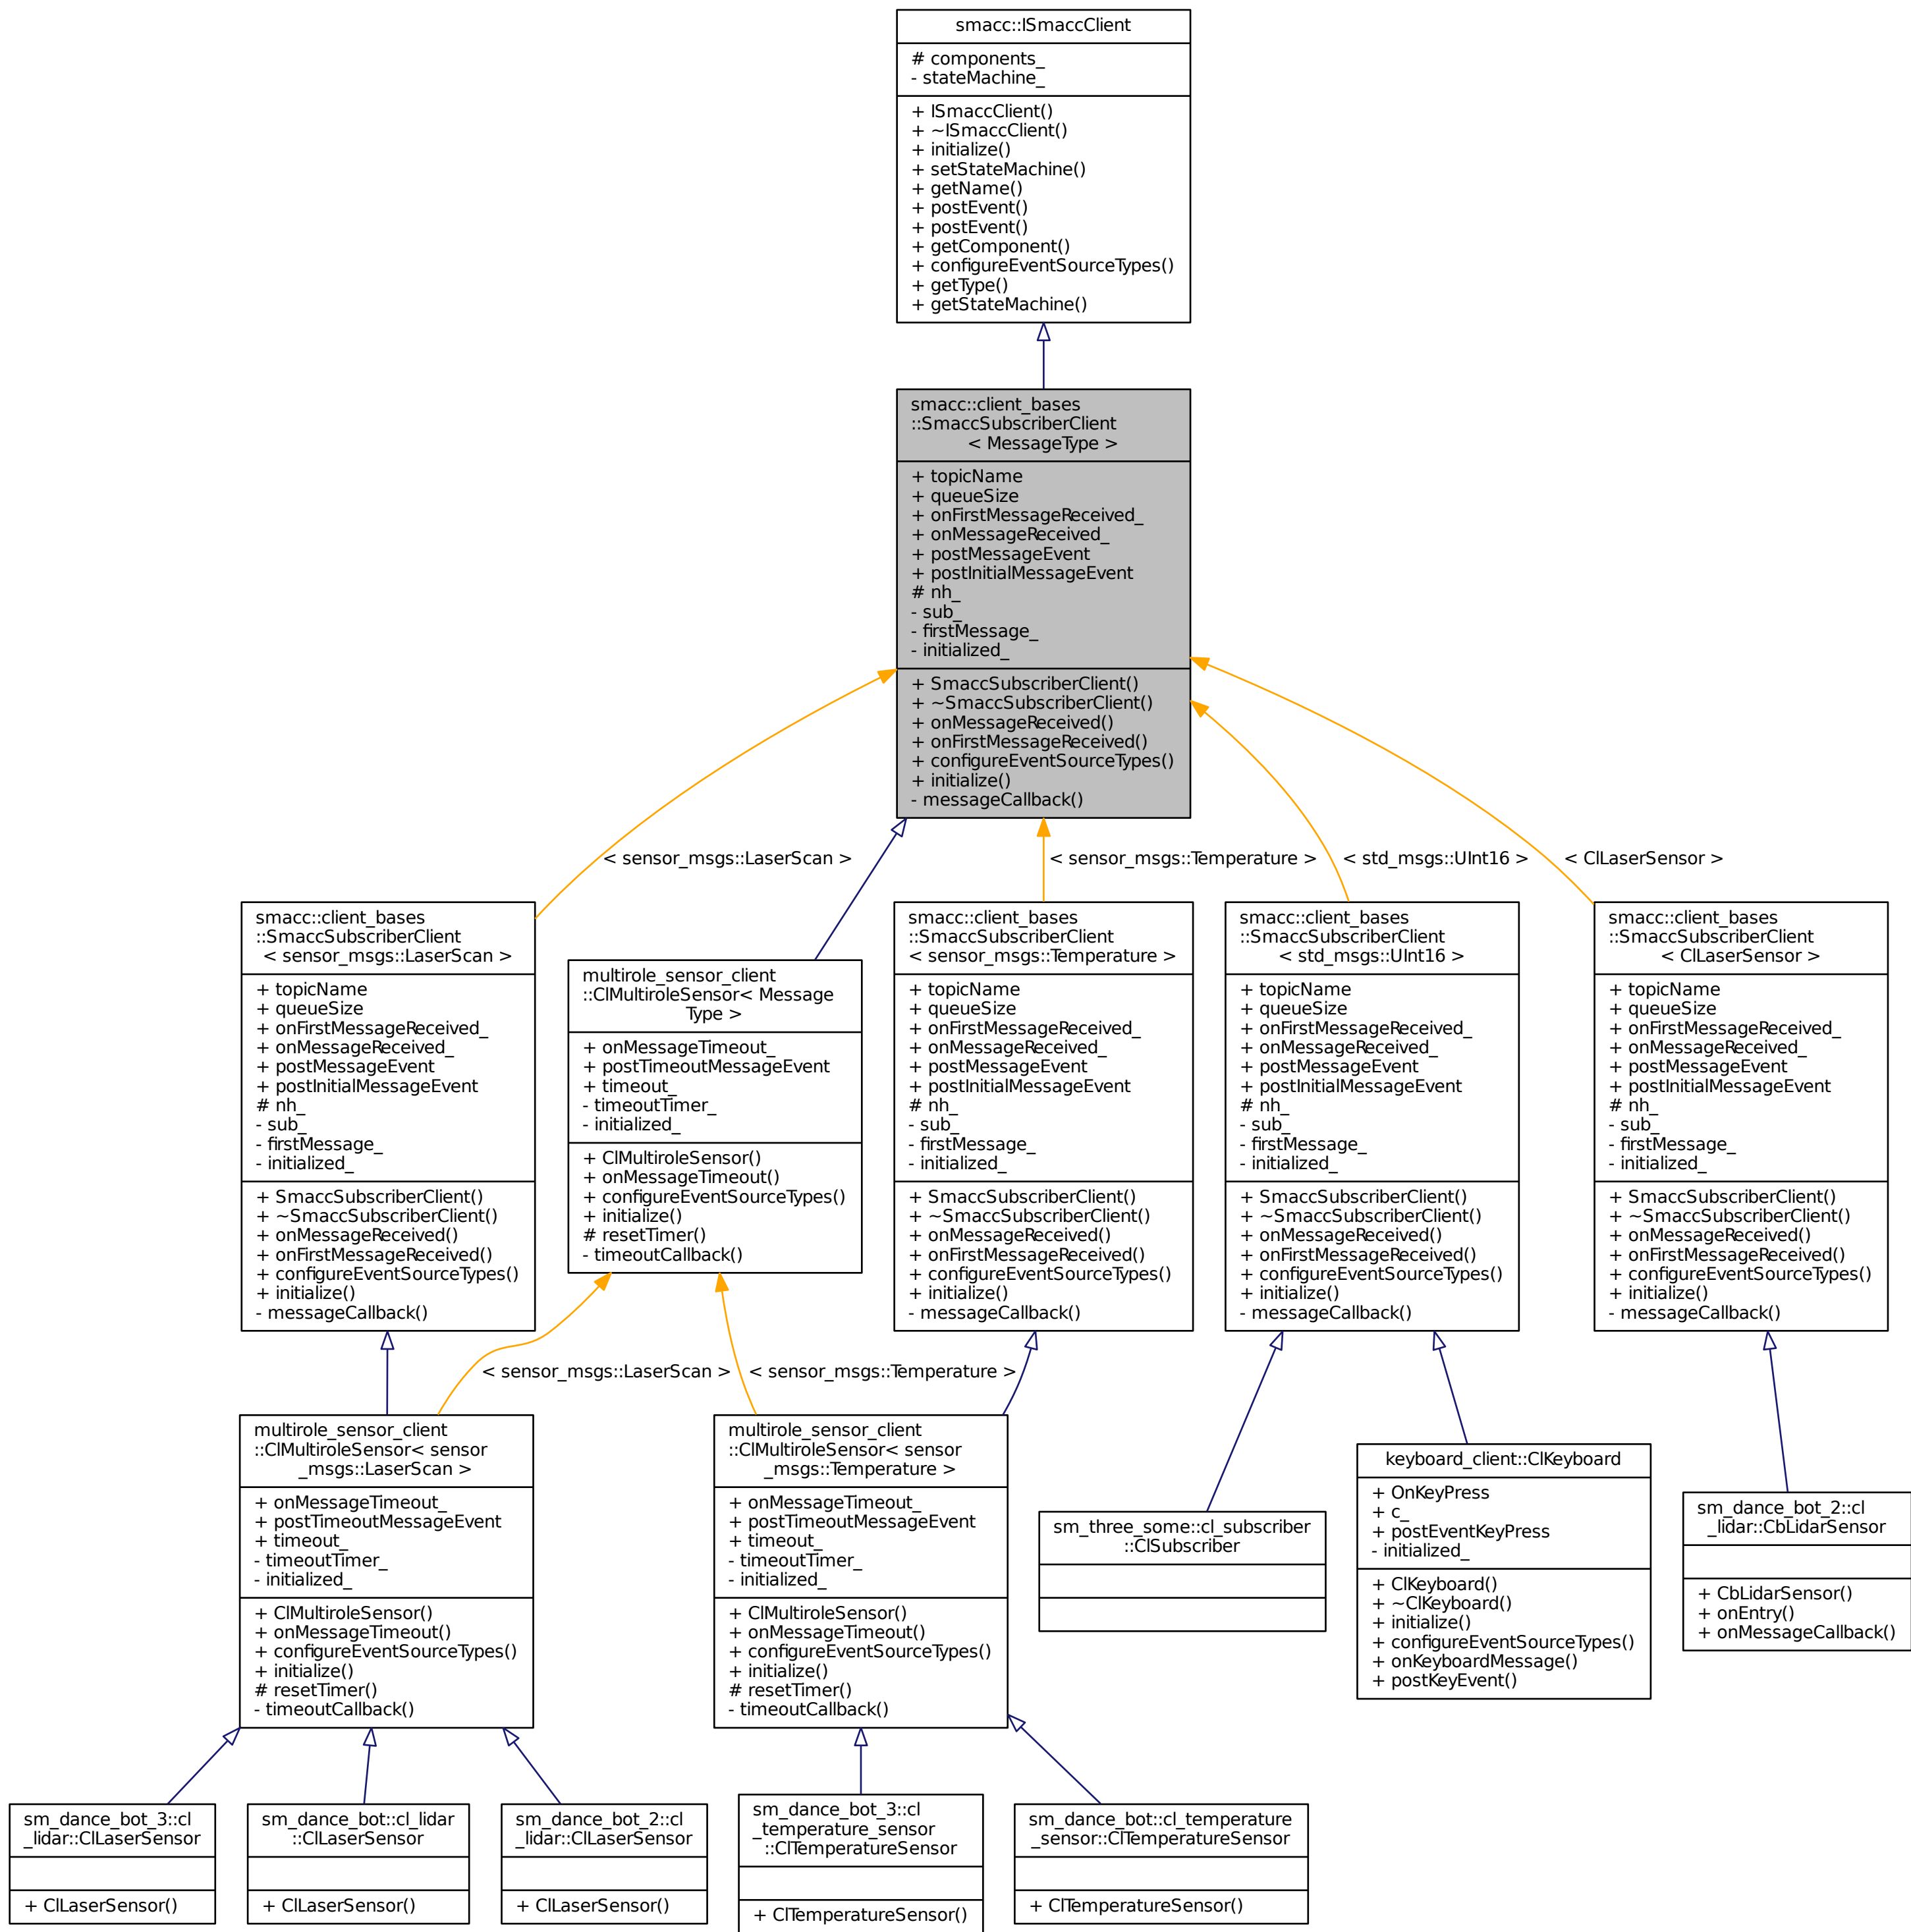 smacc::ISmaccClient
# components_
- stateMachine_
+ ISmaccClient()
+ ~ISmaccClient()
+ initialize()
+ setStateMachine()
+ getName()
+ postEvent()
+ postEvent()
+ getComponent()
+ configureEventSourceTypes()
+ getType()
+ getStateMachine()
smacc::client_bases
::SmaccSubscriberClient
< MessageType >
+ topicName
+ queueSize
+ onFirstMessageReceived_
+ onMessageReceived_
+ postMessageEvent
+ postInitialMessageEvent
# nh_
- sub_
- firstMessage_
- initialized_
+ SmaccSubscriberClient()
+ ~SmaccSubscriberClient()
+ onMessageReceived()
+ onFirstMessageReceived()
+ configureEventSourceTypes()
+ initialize()
- messageCallback()
< sensor_msgs::LaserScan >
< sensor_msgs::Temperature >
< std_msgs::UInt16 >
< ClLaserSensor >
smacc::client_bases
::SmaccSubscriberClient
< sensor_msgs::LaserScan >
+ topicName
+ queueSize
+ onFirstMessageReceived_
+ onMessageReceived_
+ postMessageEvent
+ postInitialMessageEvent
# nh_
- sub_
- firstMessage_
- initialized_
+ SmaccSubscriberClient()
+ ~SmaccSubscriberClient()
+ onMessageReceived()
+ onFirstMessageReceived()
+ configureEventSourceTypes()
+ initialize()
- messageCallback()
multirole_sensor_client
::ClMultiroleSensor< Message
Type >
+ onMessageTimeout_
+ postTimeoutMessageEvent
+ timeout_
- timeoutTimer_
- initialized_
+ ClMultiroleSensor()
+ onMessageTimeout()
+ configureEventSourceTypes()
+ initialize()
# resetTimer()
- timeoutCallback()
smacc::client_bases
::SmaccSubscriberClient
< sensor_msgs::Temperature >
+ topicName
+ queueSize
+ onFirstMessageReceived_
+ onMessageReceived_
+ postMessageEvent
+ postInitialMessageEvent
# nh_
- sub_
- firstMessage_
- initialized_
+ SmaccSubscriberClient()
+ ~SmaccSubscriberClient()
+ onMessageReceived()
+ onFirstMessageReceived()
+ configureEventSourceTypes()
+ initialize()
- messageCallback()
smacc::client_bases
::SmaccSubscriberClient
< std_msgs::UInt16 >
+ topicName
+ queueSize
+ onFirstMessageReceived_
+ onMessageReceived_
+ postMessageEvent
+ postInitialMessageEvent
# nh_
- sub_
- firstMessage_
- initialized_
+ SmaccSubscriberClient()
+ ~SmaccSubscriberClient()
+ onMessageReceived()
+ onFirstMessageReceived()
+ configureEventSourceTypes()
+ initialize()
- messageCallback()
smacc::client_bases
::SmaccSubscriberClient
< ClLaserSensor >
+ topicName
+ queueSize
+ onFirstMessageReceived_
+ onMessageReceived_
+ postMessageEvent
+ postInitialMessageEvent
# nh_
- sub_
- firstMessage_
- initialized_
+ SmaccSubscriberClient()
+ ~SmaccSubscriberClient()
+ onMessageReceived()
+ onFirstMessageReceived()
+ configureEventSourceTypes()
+ initialize()
- messageCallback()
< sensor_msgs::LaserScan >
< sensor_msgs::Temperature >
multirole_sensor_client
::ClMultiroleSensor< sensor
_msgs::LaserScan >
+ onMessageTimeout_
+ postTimeoutMessageEvent
+ timeout_
- timeoutTimer_
- initialized_
+ ClMultiroleSensor()
+ onMessageTimeout()
+ configureEventSourceTypes()
+ initialize()
# resetTimer()
- timeoutCallback()
multirole_sensor_client
::ClMultiroleSensor< sensor
_msgs::Temperature >
+ onMessageTimeout_
+ postTimeoutMessageEvent
+ timeout_
- timeoutTimer_
- initialized_
+ ClMultiroleSensor()
+ onMessageTimeout()
+ configureEventSourceTypes()
+ initialize()
# resetTimer()
- timeoutCallback()
sm_three_some::cl_subscriber
::ClSubscriber
keyboard_client::ClKeyboard
+ OnKeyPress
+ c_
+ postEventKeyPress
- initialized_
+ ClKeyboard()
+ ~ClKeyboard()
+ initialize()
+ configureEventSourceTypes()
+ onKeyboardMessage()
+ postKeyEvent()
sm_dance_bot_2::cl
_lidar::CbLidarSensor
+ CbLidarSensor()
+ onEntry()
+ onMessageCallback()
sm_dance_bot_3::cl
_lidar::ClLaserSensor
+ ClLaserSensor()
sm_dance_bot::cl_lidar
::ClLaserSensor
+ ClLaserSensor()
sm_dance_bot_2::cl
_lidar::ClLaserSensor
+ ClLaserSensor()
sm_dance_bot_3::cl
_temperature_sensor
::ClTemperatureSensor
+ ClTemperatureSensor()
sm_dance_bot::cl_temperature
_sensor::ClTemperatureSensor
+ ClTemperatureSensor()